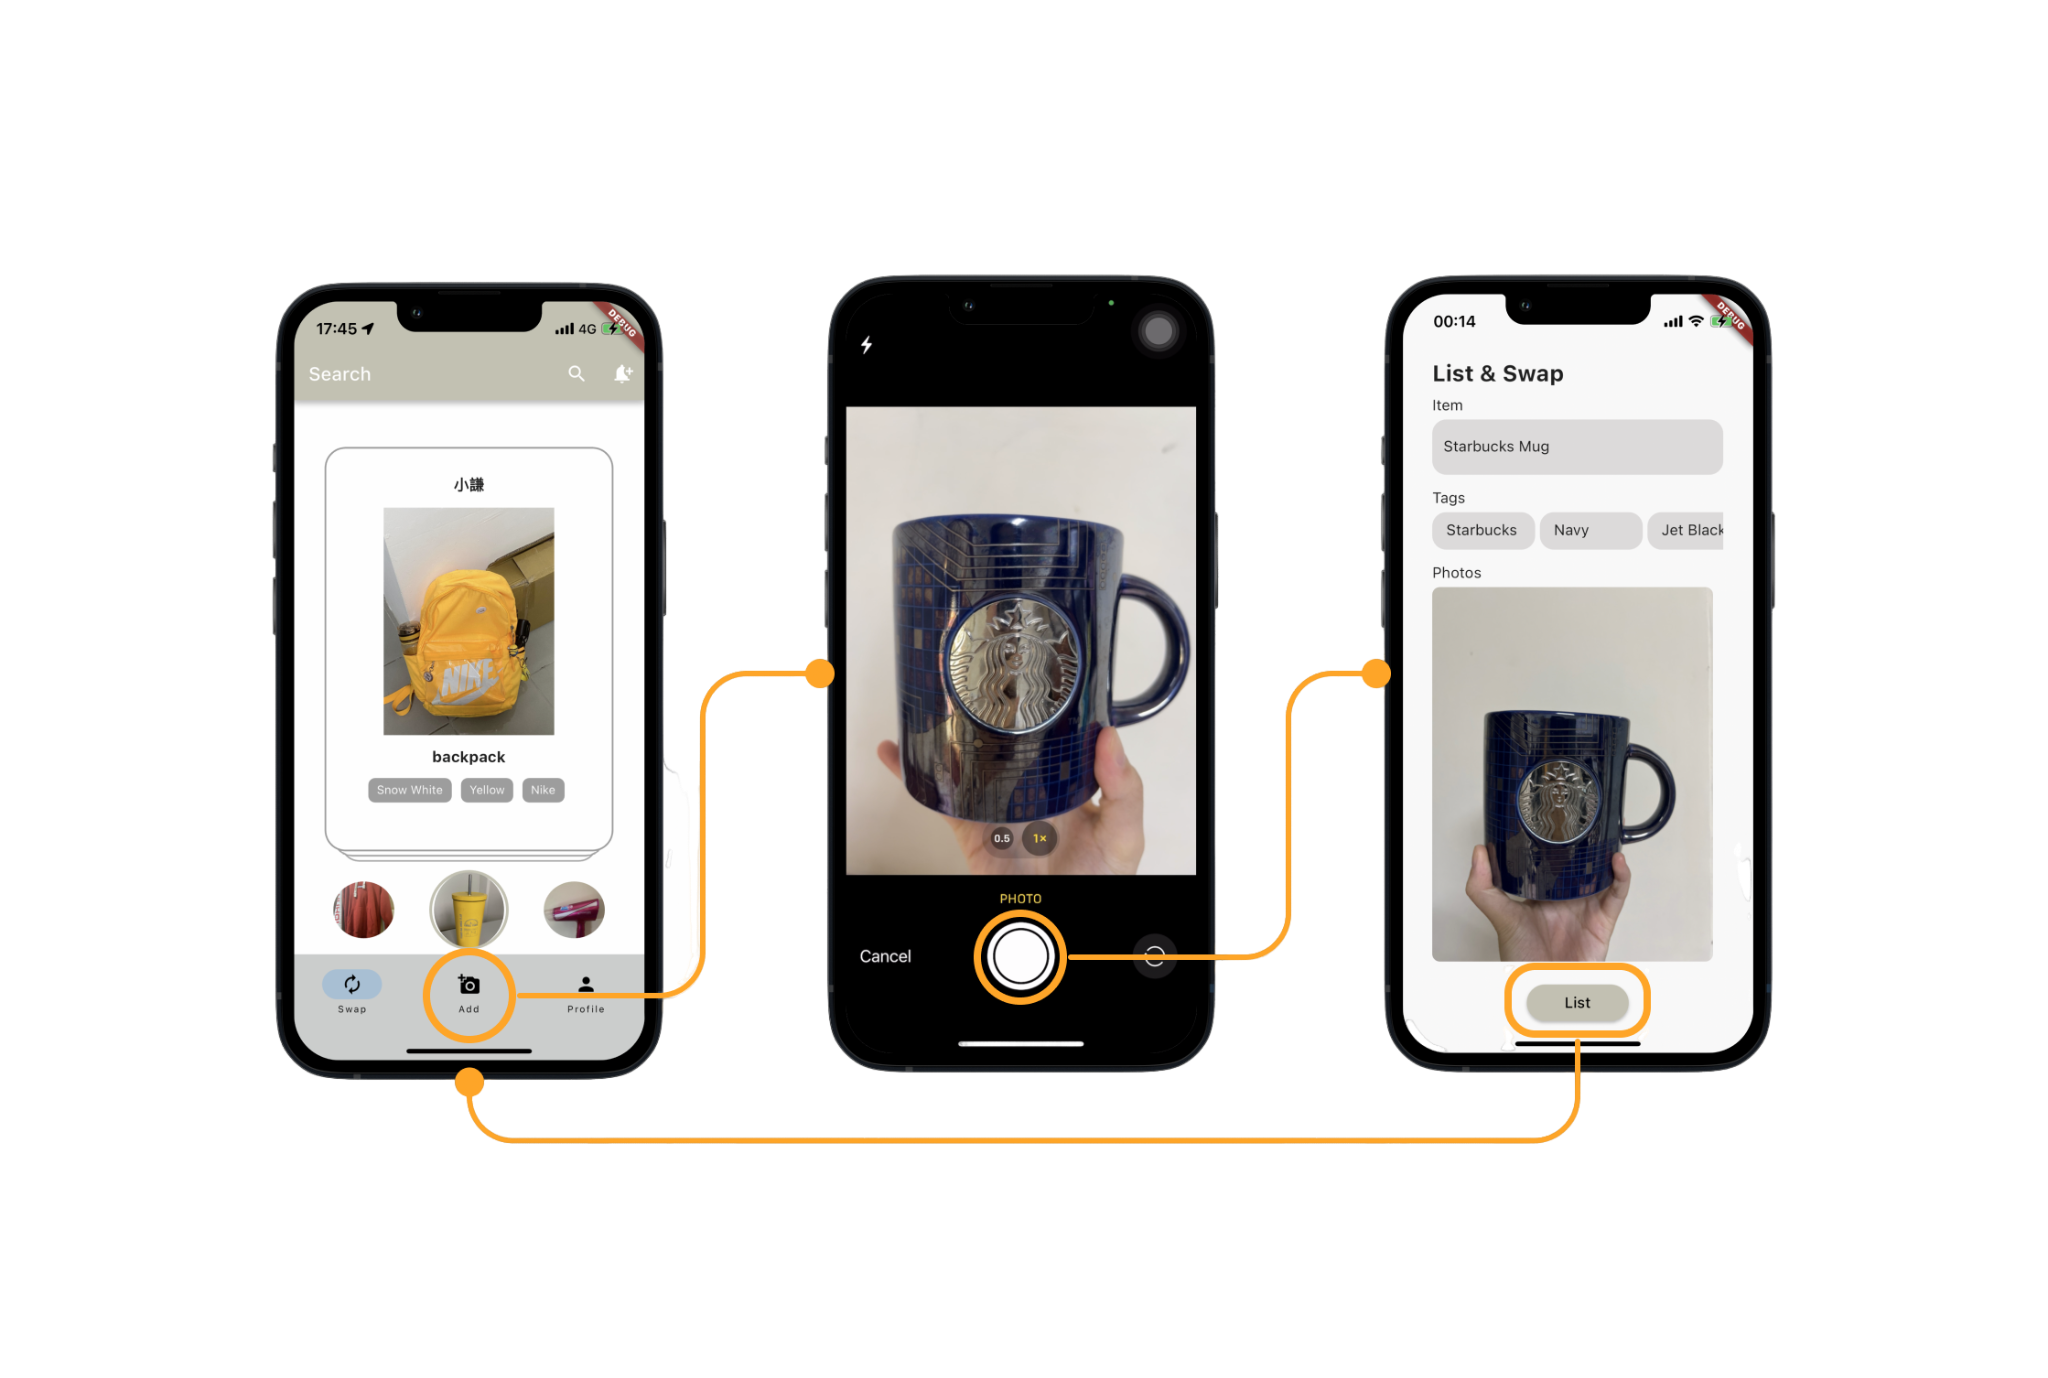 17:45
4G
DEBUG
Search
小謙
NIKE
backpack
Snow White
Yellow
Nike
Swap
Add
Profile
0.5
1×
PHOTO
Cancel
00:14
DEBUG
List & Swap
Item
Starbucks Mug
Tags
Starbucks
Navy
Jet Black
Photos
List